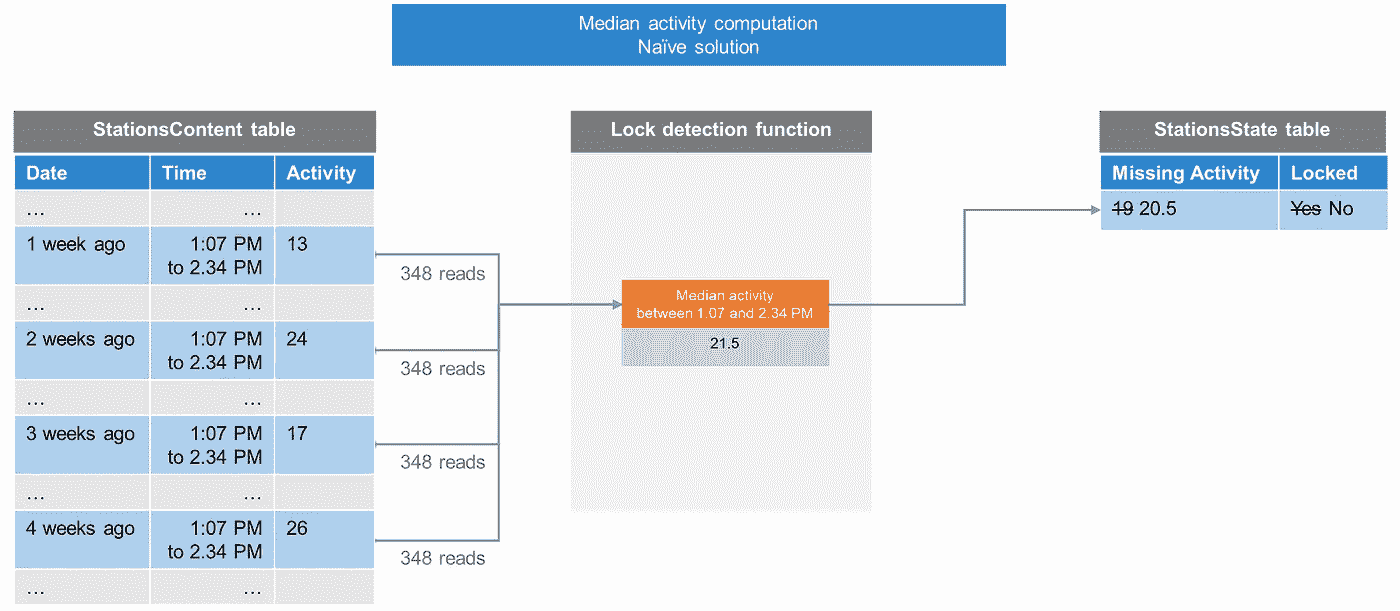 Median activity computation
Naïve solution
StationsContent table
Date Time Activity
... ...
1 week ago 1:07 PM 13
to 2.34 PM
... ...
2 weeks ago 1:07 PM 24
to 2.34 PM
... ...
3 weeks ago 1:07 PM 17
to 2.34 PM
... ...
4 weeks ago 1:07 PM 26
to 2.34 PM
... ...
348 reads
348 reads
348 reads
348 reads
Lock detection function
Median activity
between 1.07 and 2.34 PM
21.5
StationsState table
Missing Activity Locked
19 20.5 Yes No